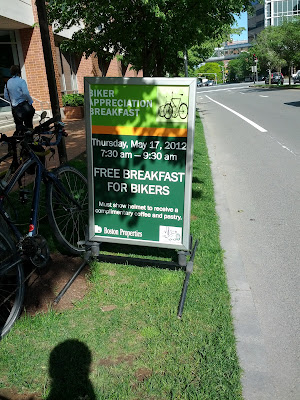 BIKER
APPRECIATION
BREAKFAST
Thursday, May 17, 2012
7:30 am – 9:30 am
FREE BREAKFAST
FOR BIKERS
Must show helmet to receive a
complimentary coffee and pastry.
Boston Properties